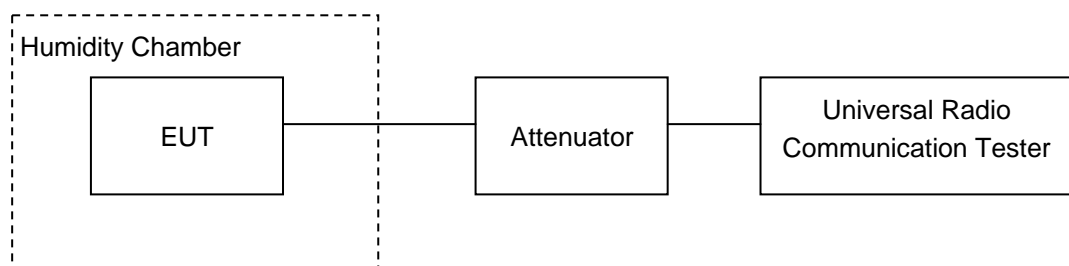 Humidity Chamber
EUT
Attenuator
Universal Radio
Communication Tester